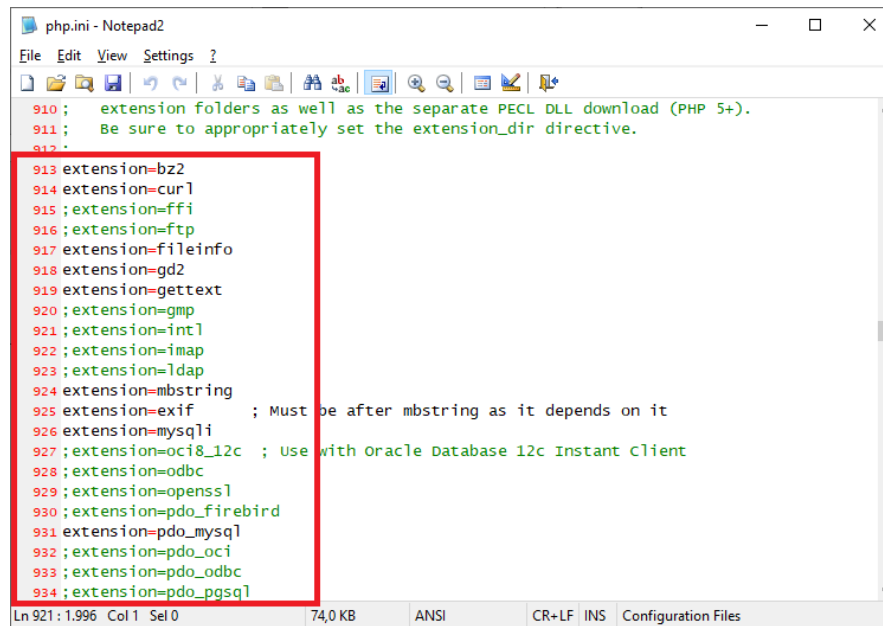 php.ini - Notepad2
File Edit View Settings ?
910 ;   extension folders as well as the separate PECL DLL download (PHP 5+).
911 ;   Be sure to appropriately set the extension_dir directive.
912 ;
913 extension=bz2
914 extension=curl
915 ;extension=ffi
916 ;extension=ftp
917 extension=fileinfo
918 extension=gd2
919 extension=gettext
920 ;extension=gmp
921 ;extension=intl
922 ;extension=imap
923 ;extension=ldap
924 extension=mbstring
925 extension=exif      ; Must be after mbstring as it depends on it
926 extension=mysqli
927 ;extension=oci8_12c  ; Use with Oracle Database 12c Instant Client
928 ;extension=odbc
929 ;extension=openssl
930 ;extension=pdo_firebird
931 extension=pdo_mysql
932 ;extension=pdo_oci
933 ;extension=pdo_odbc
934 ;extension=pdo_pgsql
Ln 921 : 1.996 Col 1 Sel 0 74,0 KB ANSI CR+LF INS Configuration Files